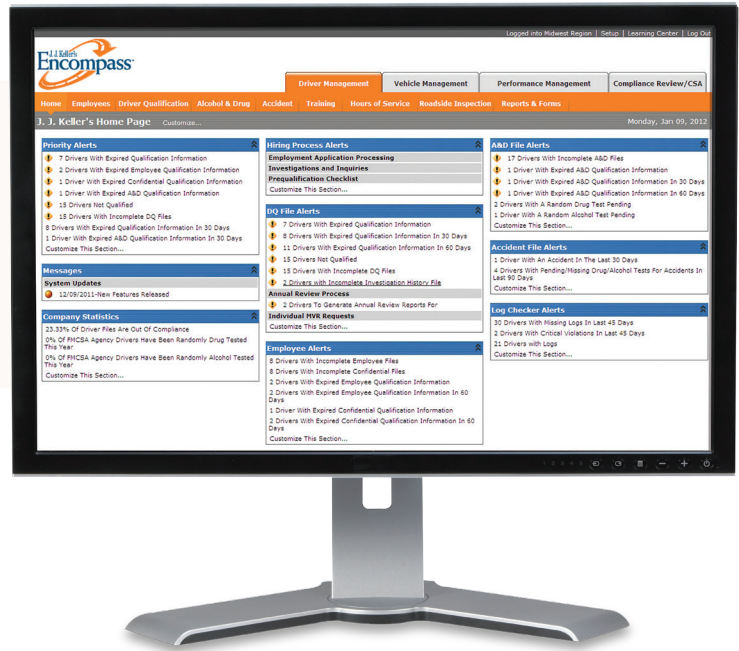 Logged into Midwest Region | Setup | Learning Center | Log Out
J. J. Keller's
Encompass
Driver Management
Vehicle Management
Performance Management
Compliance Review/CSA
Home Employees Driver Qualification Alcohol & Drug Accident Training Hours of Service Roadside Inspection Reports & Forms
J. J. Keller's Home Page Customize...
Monday, Jan 09, 2012
Priority Alerts
7 Drivers With Expired Qualification Information
2 Drivers With Expired Employee Qualification Information
1 Driver With Expired Confidential Qualification Information
1 Driver With Expired A&D Qualification Information
15 Drivers Not Qualified
15 Drivers With Incomplete DQ Files
8 Drivers With Expired Qualification Information In 30 Days
1 Driver With Expired A&D Qualification Information In 30 Days
Customize This Section...
Messages
System Updates
12/09/2011-New Features Released
Company Statistics
23.33% Of Driver Files Are Out Of Compliance
0% Of FMCSA Agency Drivers Have Been Randomly Drug Tested
This Year
0% Of FMCSA Agency Drivers Have Been Randomly Alcohol Tested
This Year
Customize This Section...
Hiring Process Alerts
Employment Application Processing
Investigations and Inquiries
Prequalification Checklist
Customize This Section...
DQ File Alerts
7 Drivers With Expired Qualification Information
8 Drivers With Expired Qualification Information In 30 Days
11 Drivers With Expired Qualification Information In 60 Days
15 Drivers Not Qualified
15 Drivers With Incomplete DQ Files
2 Drivers with Incomplete Investigation History File
Annual Review Process
2 Drivers To Generate Annual Review Reports For
Individual MVR Requests
Customize This Section...
Employee Alerts
8 Drivers With Incomplete Employee Files
8 Drivers With Incomplete Confidential Files
2 Drivers With Expired Employee Qualification Information
2 Drivers With Expired Employee Qualification Information In 60
Days
1 Driver With Expired Confidential Qualification Information
2 Drivers With Expired Confidential Qualification Information In 60
Days
Customize This Section...
A&D File Alerts
17 Drivers With Incomplete A&D Files
1 Driver With Expired A&D Qualification Information
1 Driver With Expired A&D Qualification Information In 30 Days
1 Driver With Expired A&D Qualification Information In 60 Days
2 Drivers With A Random Drug Test Pending
1 Driver With A Random Alcohol Test Pending
Customize This Section...
Accident File Alerts
1 Driver With An Accident In The Last 30 Days
4 Drivers With Pending/Missing Drug/Alcohol Tests For Accidents In
Last 90 Days
Customize This Section...
Log Checker Alerts
30 Drivers With Missing Logs In Last 45 Days
2 Drivers With Critical Violations In Last 45 Days
21 Drivers with Logs
Customize This Section...